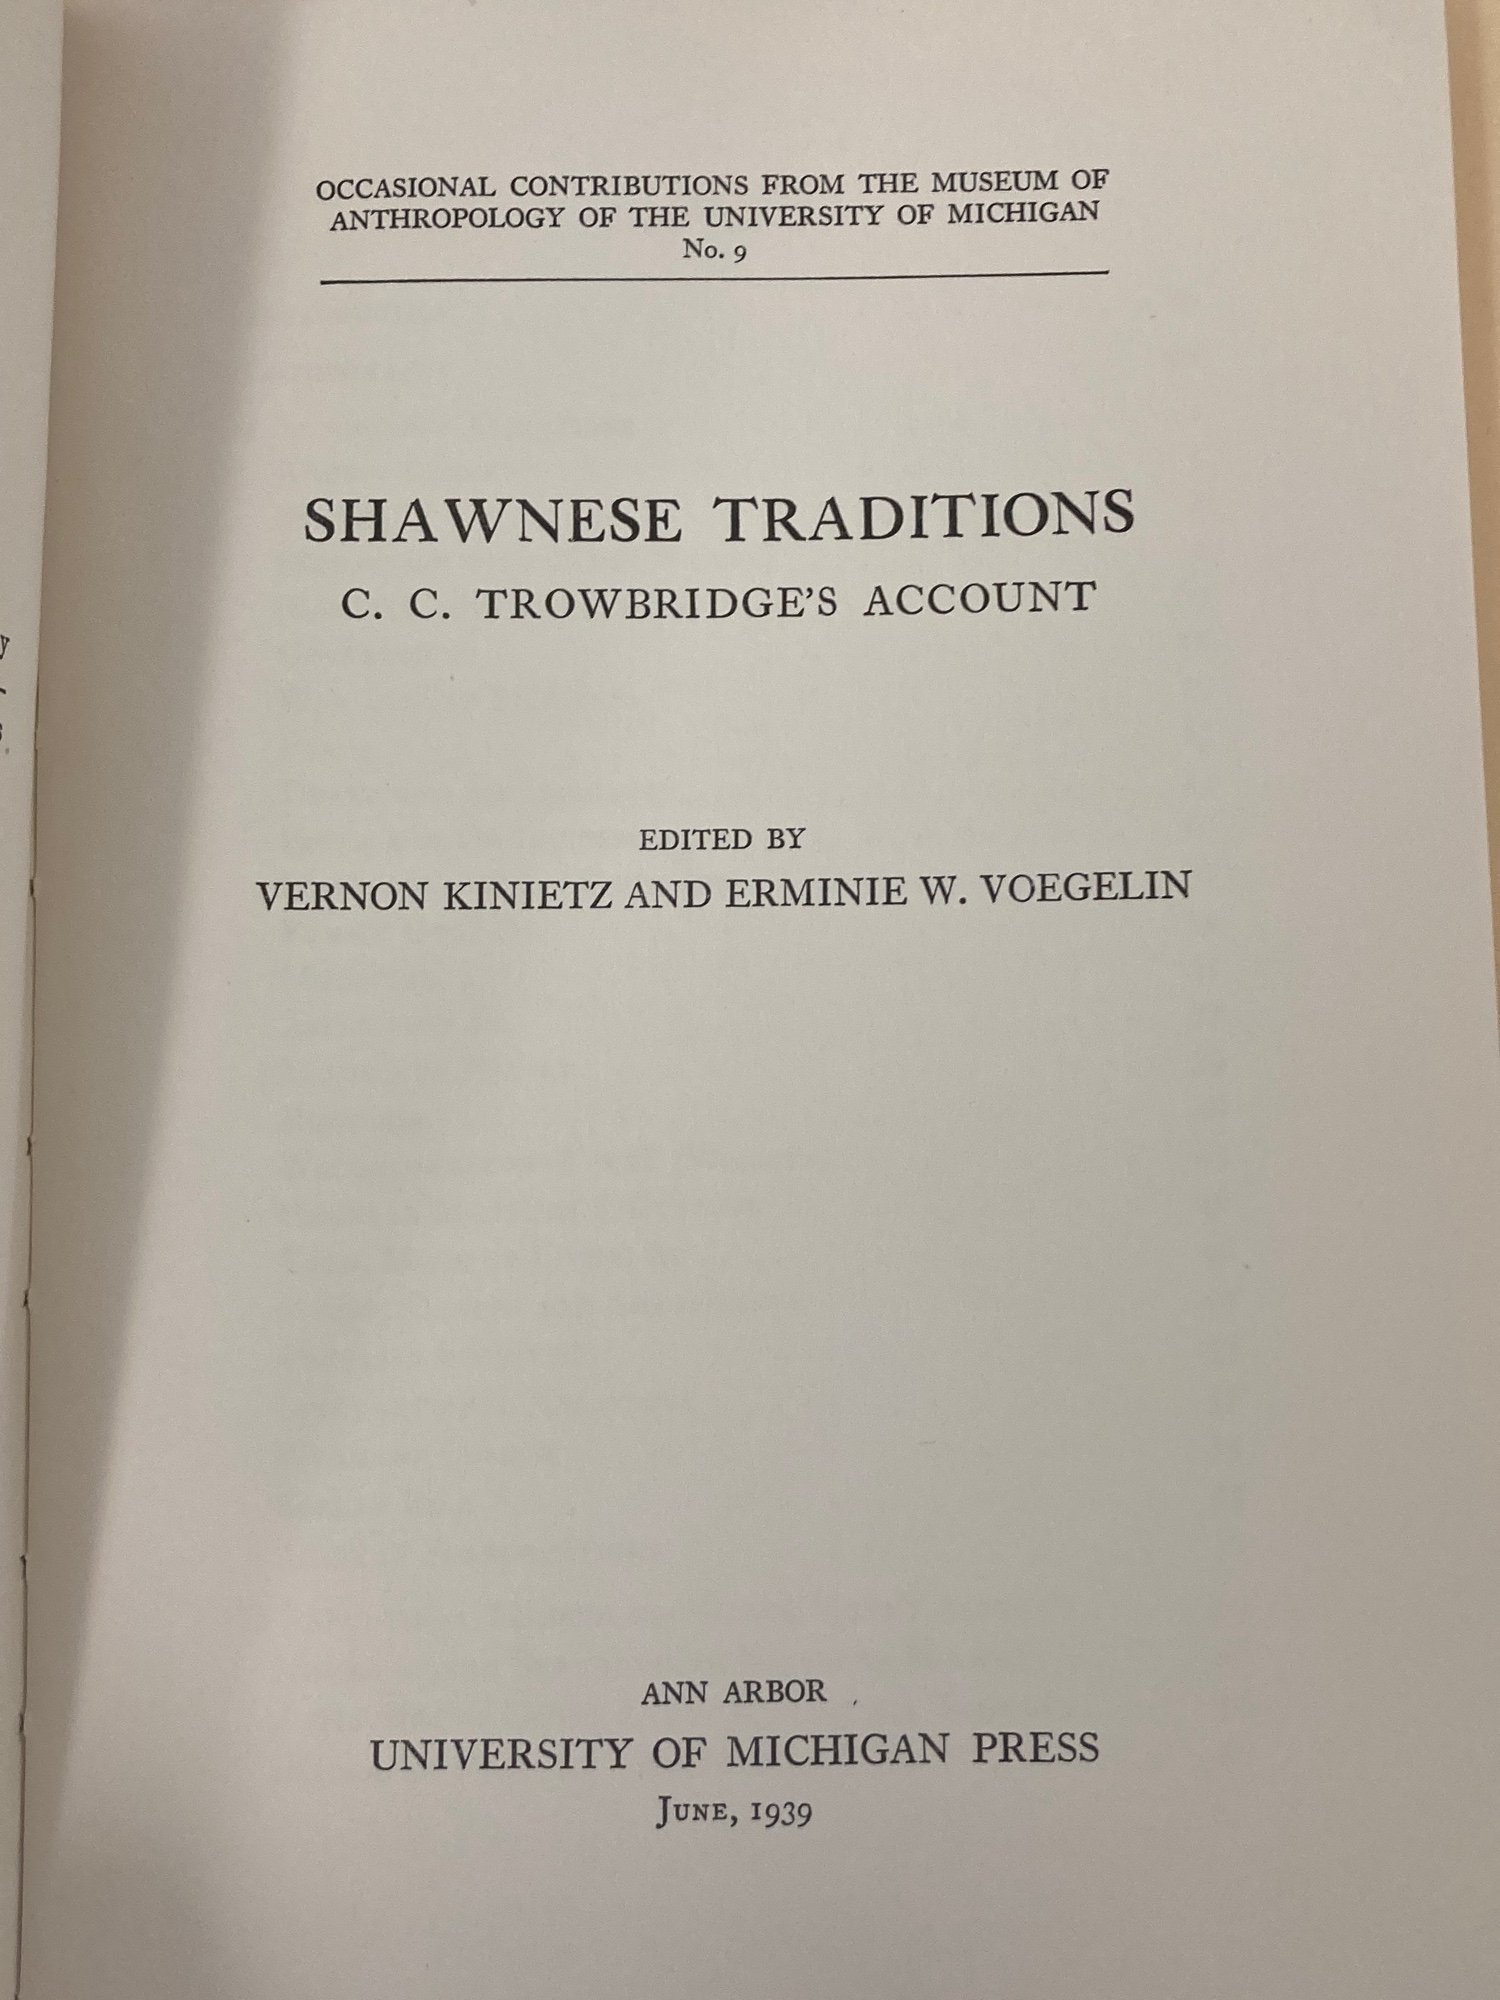 OCCASIONAL CONTRIBUTIONS FROM THE MUSEUM OF
ANTHROPOLOGY OF THE UNIVERSITY OF MICHIGAN
No. 9
SHAWNESE TRADITIONS
C. C. TROWBRIDGE'S ACCOUNT
EDITED BY
VERNON KINIETZ AND ERMINIE W. VOEGELIN
ANN ARBOR
UNIVERSITY OF MICHIGAN PRESS
JUNE, 1939